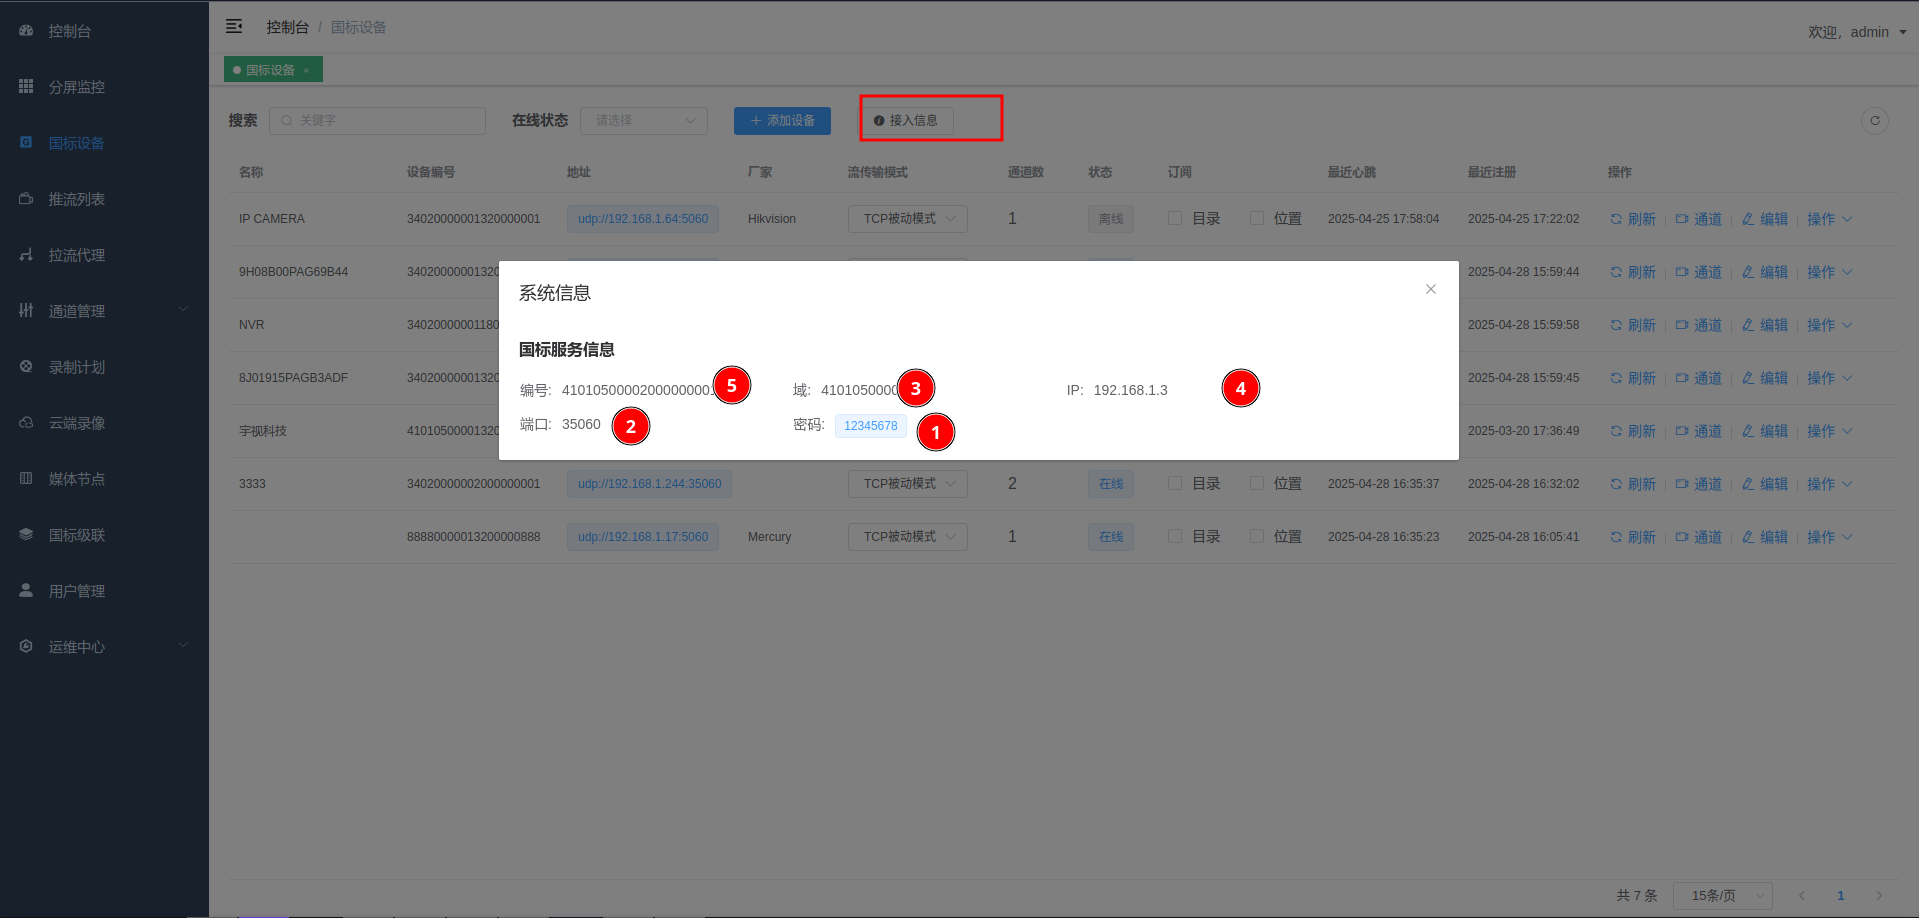 控制台
分屏监控
国标设备
推流列表
拉流代理
通道管理
录制计划
云端录像
媒体节点
国标级联
用户管理
运维中心
控制台 / 国标设备
欢迎，admin
国标设备 ×
搜索 关键字 在线状态 请选择 + 添加设备 接入信息
名称 设备编号 地址 厂家 流传输模式 通道数 状态 订阅 最近心跳 最近注册 操作
IP CAMERA 34020000001320000001 udp://192.168.1.64:5060 Hikvision TCP被动模式 1 离线 目录 位置 2025-04-25 17:58:04 2025-04-25 17:22:02 刷新 通道 编辑 操作
9H08B00PAG69B44 34020000001320 2025-04-28 15:59:44 刷新 通道 编辑 操作
NVR 34020000001180 2025-04-28 15:59:58 刷新 通道 编辑 操作
8J01915PAGB3ADF 34020000001320 2025-04-28 15:59:45 刷新 通道 编辑 操作
宇视科技 41010500001320 2025-03-20 17:36:49 刷新 通道 编辑 操作
系统信息
国标服务信息
编号: 4101050000200000000 5 域: 4101050000 3 IP: 192.168.1.3 4
端口: 35060 2 密码: 12345678 1
3333 34020000002000000001 udp://192.168.1.244:35060 TCP被动模式 2 在线 目录 位置 2025-04-28 16:35:37 2025-04-28 16:32:02 刷新 通道 编辑 操作
88880000013200000888 udp://192.168.1.17:5060 Mercury TCP被动模式 1 在线 目录 位置 2025-04-28 16:35:23 2025-04-28 16:05:41 刷新 通道 编辑 操作
共 7 条 15条/页 1